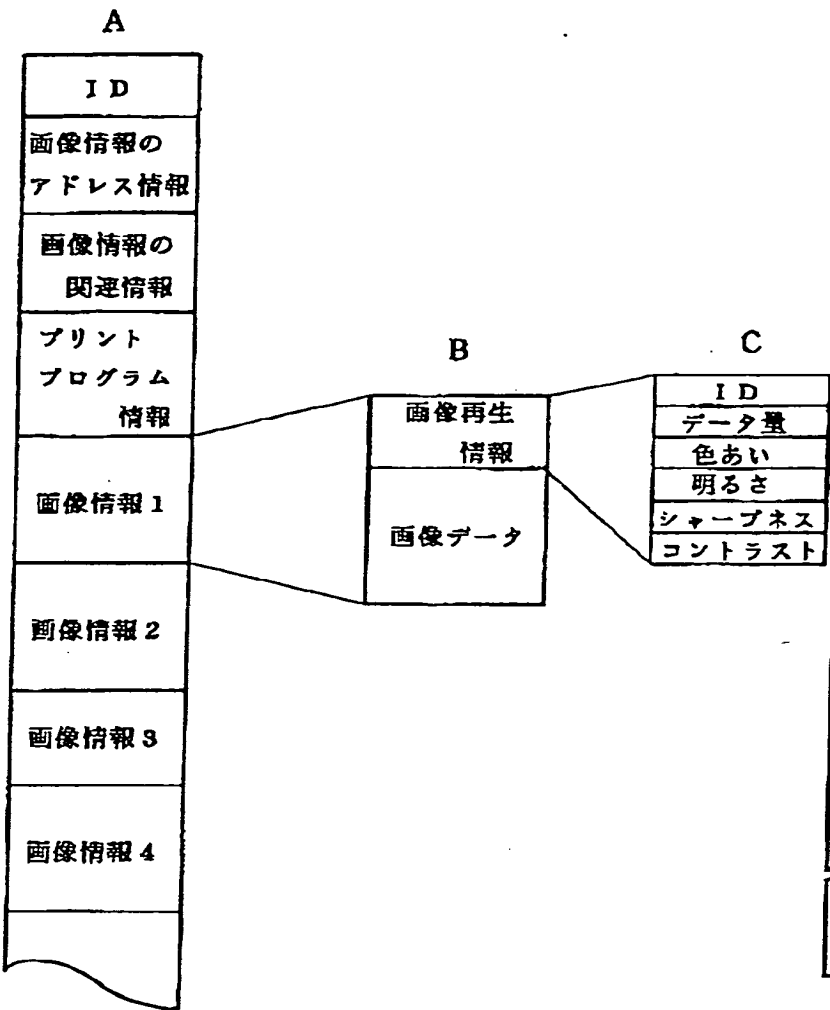 A
ID
画像情報の
アドレス情報
画像情報の
関連情報
プリント
プログラム
情報
画像情報1
画像情報2
画像情報3
画像情報4
B
画像再生
情報
画像データ
C
ID
データ量
色あい
明るさ
シャープネス
コントラスト